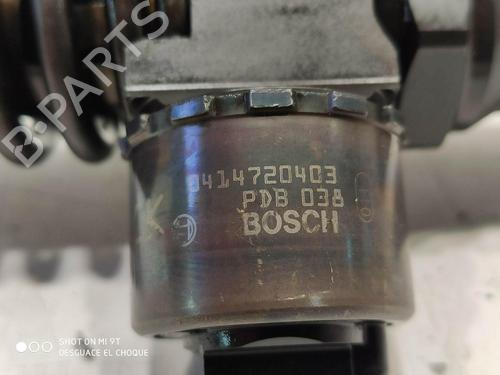 B-PARTS
0414720403
PDB 038
K
BOSCH
SHOT ON MI 9T
DESGUACE EL CHOQUE